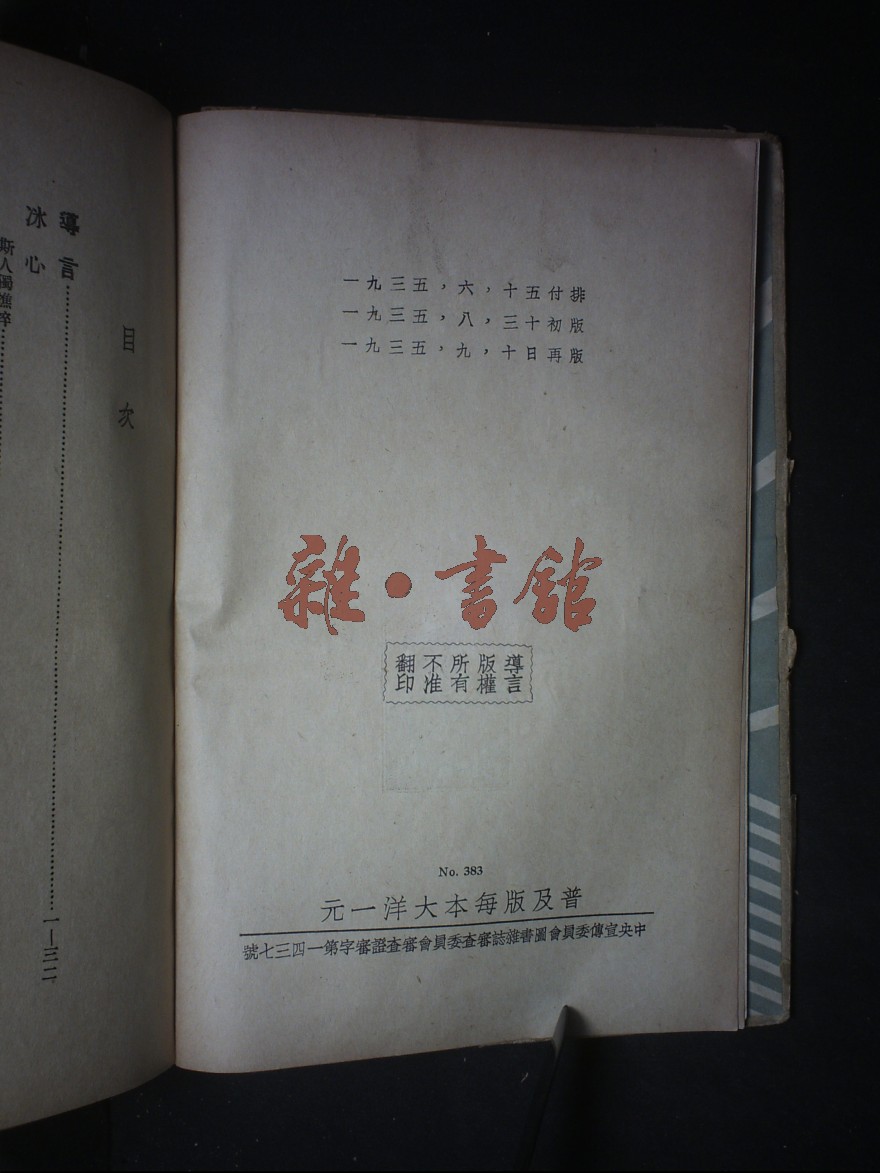 一九三五，六，十五付排
一九三五，八，三十初版
一九三五，九，十日再版
雜•書館
導言
版權
所有
不准
翻印
No. 383
普及版每本大洋一元
中央宣傳委員會圖書雜誌審查委員會審查證審字第一四三七號
目次
導言……一—三二
冰心
斯人獨憔悴